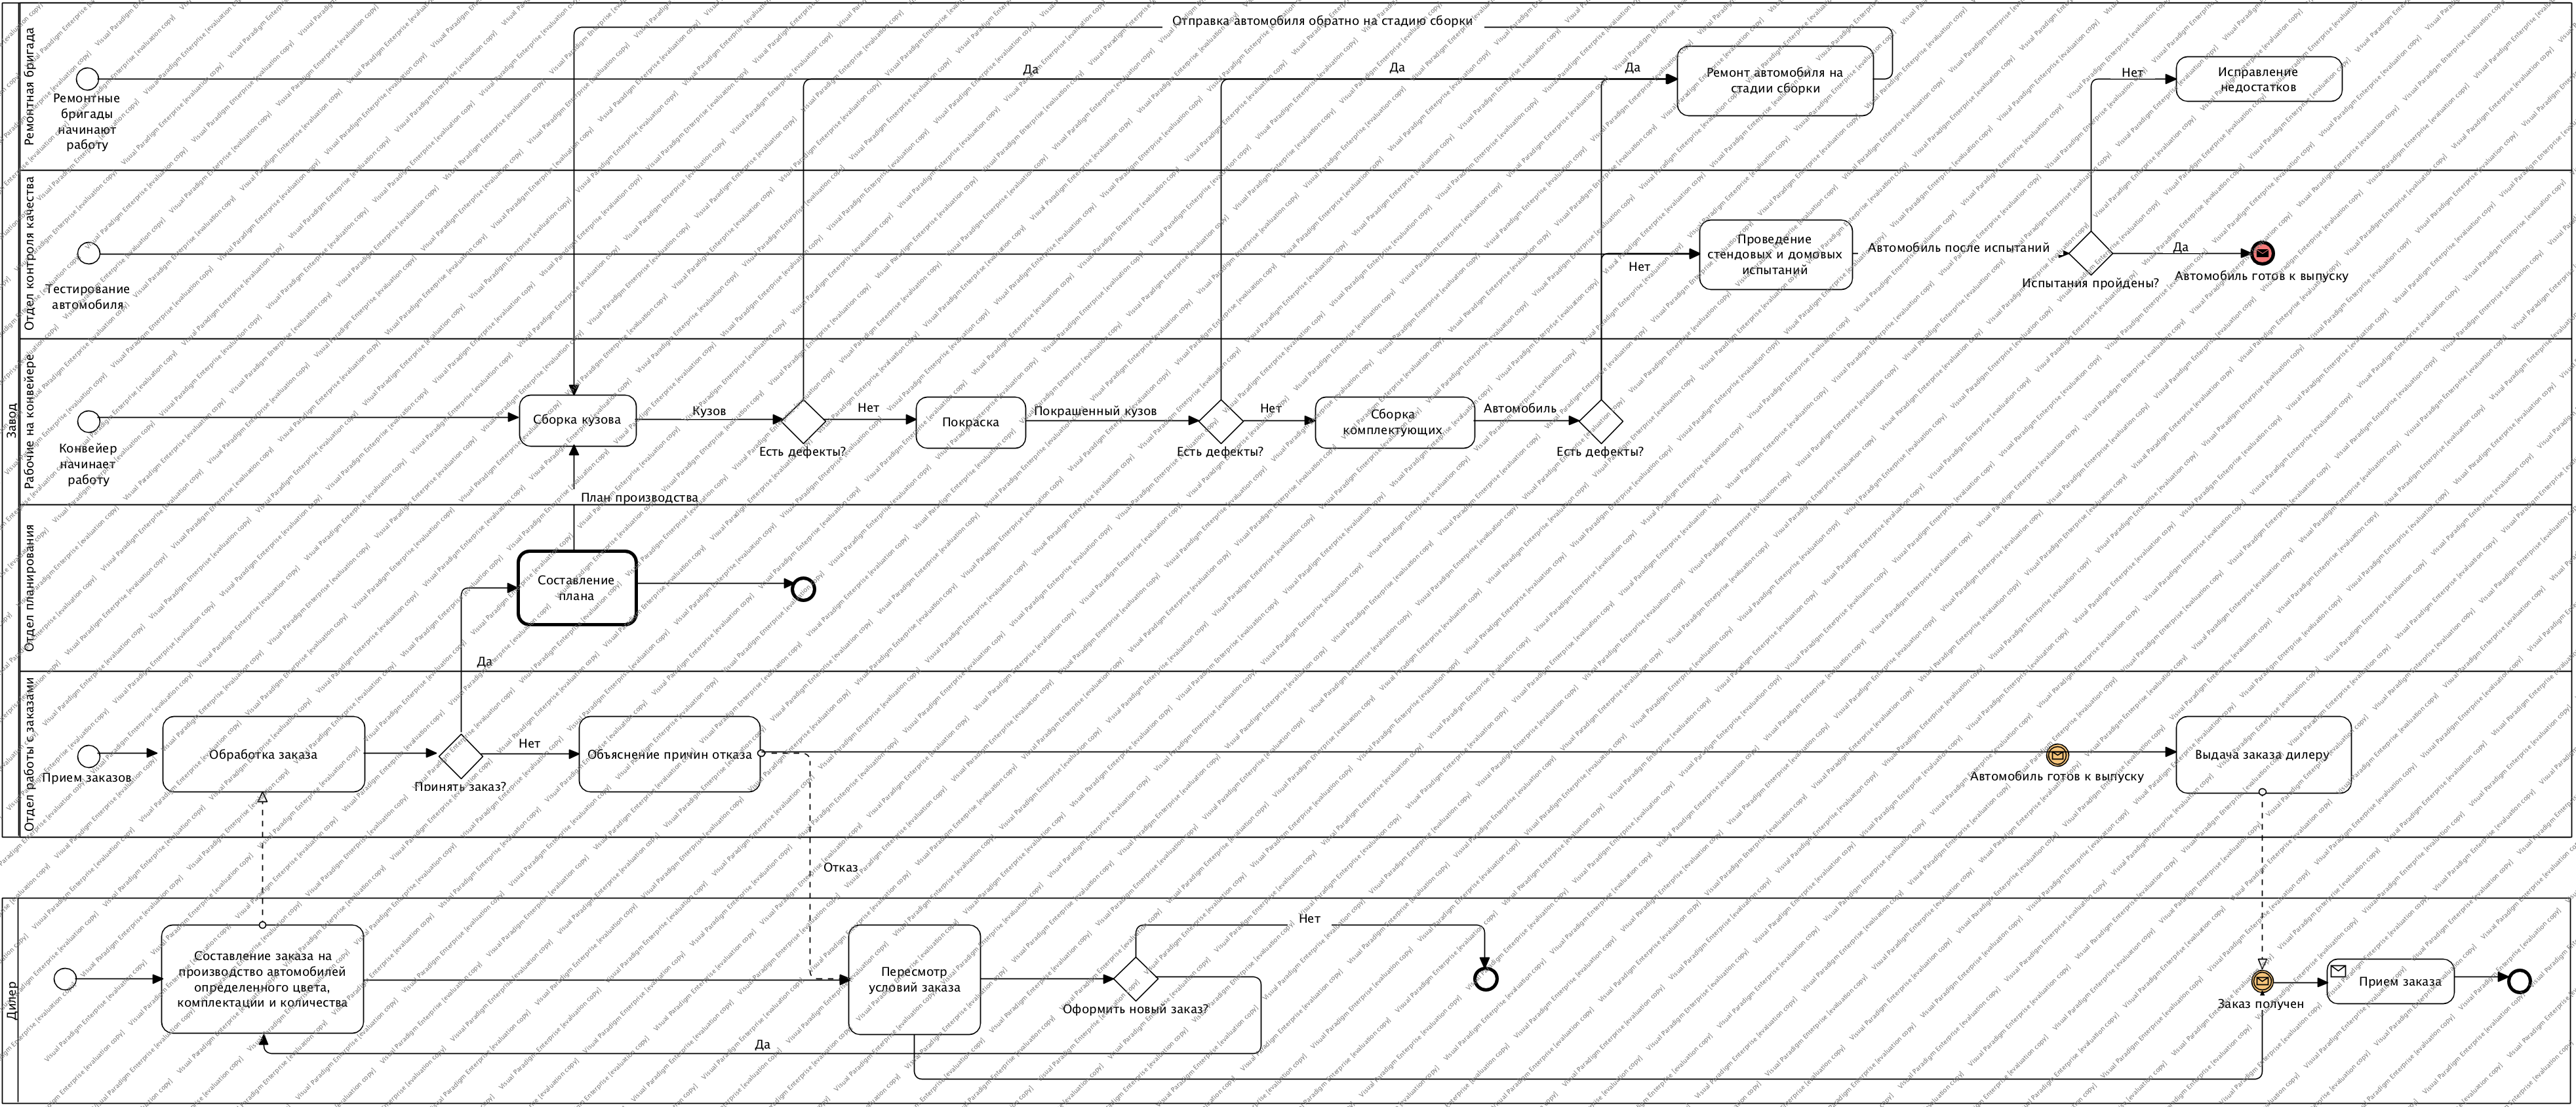 Завод
Ремонтная бригада
Отправка автомобиля обратно на стадию сборки
Ремонтные
бригады
начинают
работу
Да
Да
Да
Ремонт автомобиля на
стадии сборки
Нет
Исправление
недостатков
Отдел контроля качества
Тестирование
автомобиля
Нет
Проведение
стендовых и домовых
испытаний
Автомобиль после испытаний
Испытания пройдены?
Да
Автомобиль готов к выпуску
Рабочие на конвейере
Конвейер
начинает
работу
Сборка кузова
Кузов
Есть дефекты?
Нет
Покраска
Покрашенный кузов
Есть дефекты?
Нет
Сборка
комплектующих
Автомобиль
Есть дефекты?
План производства
Отдел планирования
Составление
плана
Да
Отдел работы с заказами
Прием заказов
Обработка заказа
Принять заказ?
Нет
Объяснение причин отказа
Автомобиль готов к выпуску
Выдача заказа дилеру
Отказ
Дилер
Составление заказа на
производство автомобилей
определенного цвета,
комплектации и количества
Пересмотр
условий заказа
Оформить новый заказ?
Нет
Да
Заказ получен
Прием заказа
Visual Paradigm Enterprise [evaluation copy]